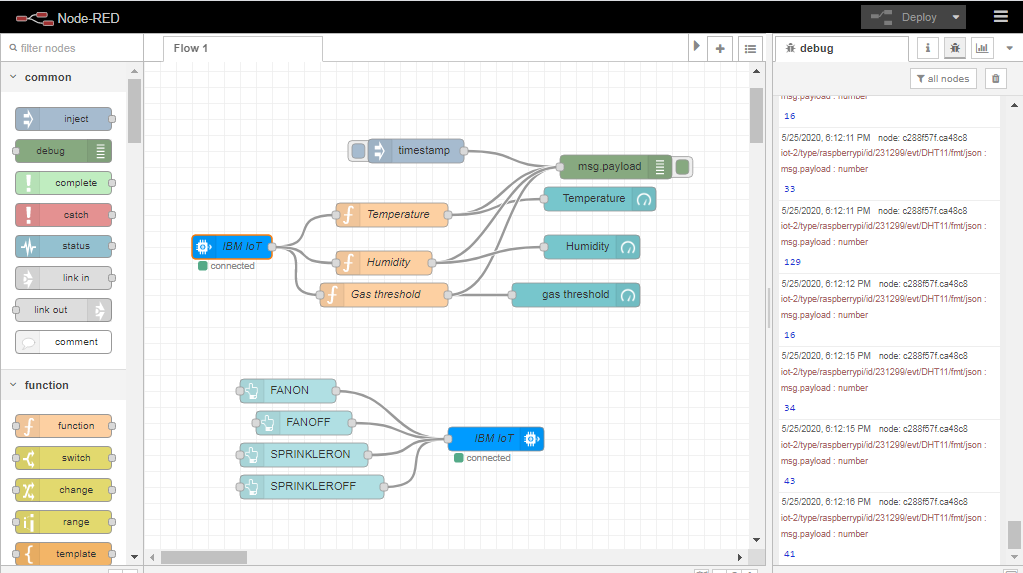 Node-RED
Deploy
filter nodes
Flow 1
debug
common
all nodes
inject
debug
complete
catch
status
link in
link out
comment
function
function
switch
change
range
template
timestamp
msg.payload
Temperature
Temperature
IBM IoT
connected
Humidity
Humidity
Gas threshold
gas threshold
FANON
FANOFF
SPRINKLERON
SPRINKLEROFF
IBM IoT
connected
msg.payload : number
16
5/25/2020, 6:12:11 PM node: c288f57f.ca48c8
iot-2/type/raspberrypi/id/231299/evt/DHT11/fmt/json :
msg.payload : number
33
5/25/2020, 6:12:11 PM node: c288f57f.ca48c8
iot-2/type/raspberrypi/id/231299/evt/DHT11/fmt/json :
msg.payload : number
129
5/25/2020, 6:12:12 PM node: c288f57f.ca48c8
iot-2/type/raspberrypi/id/231299/evt/DHT11/fmt/json :
msg.payload : number
16
5/25/2020, 6:12:15 PM node: c288f57f.ca48c8
iot-2/type/raspberrypi/id/231299/evt/DHT11/fmt/json :
msg.payload : number
34
5/25/2020, 6:12:15 PM node: c288f57f.ca48c8
iot-2/type/raspberrypi/id/231299/evt/DHT11/fmt/json :
msg.payload : number
43
5/25/2020, 6:12:16 PM node: c288f57f.ca48c8
iot-2/type/raspberrypi/id/231299/evt/DHT11/fmt/json :
msg.payload : number
41